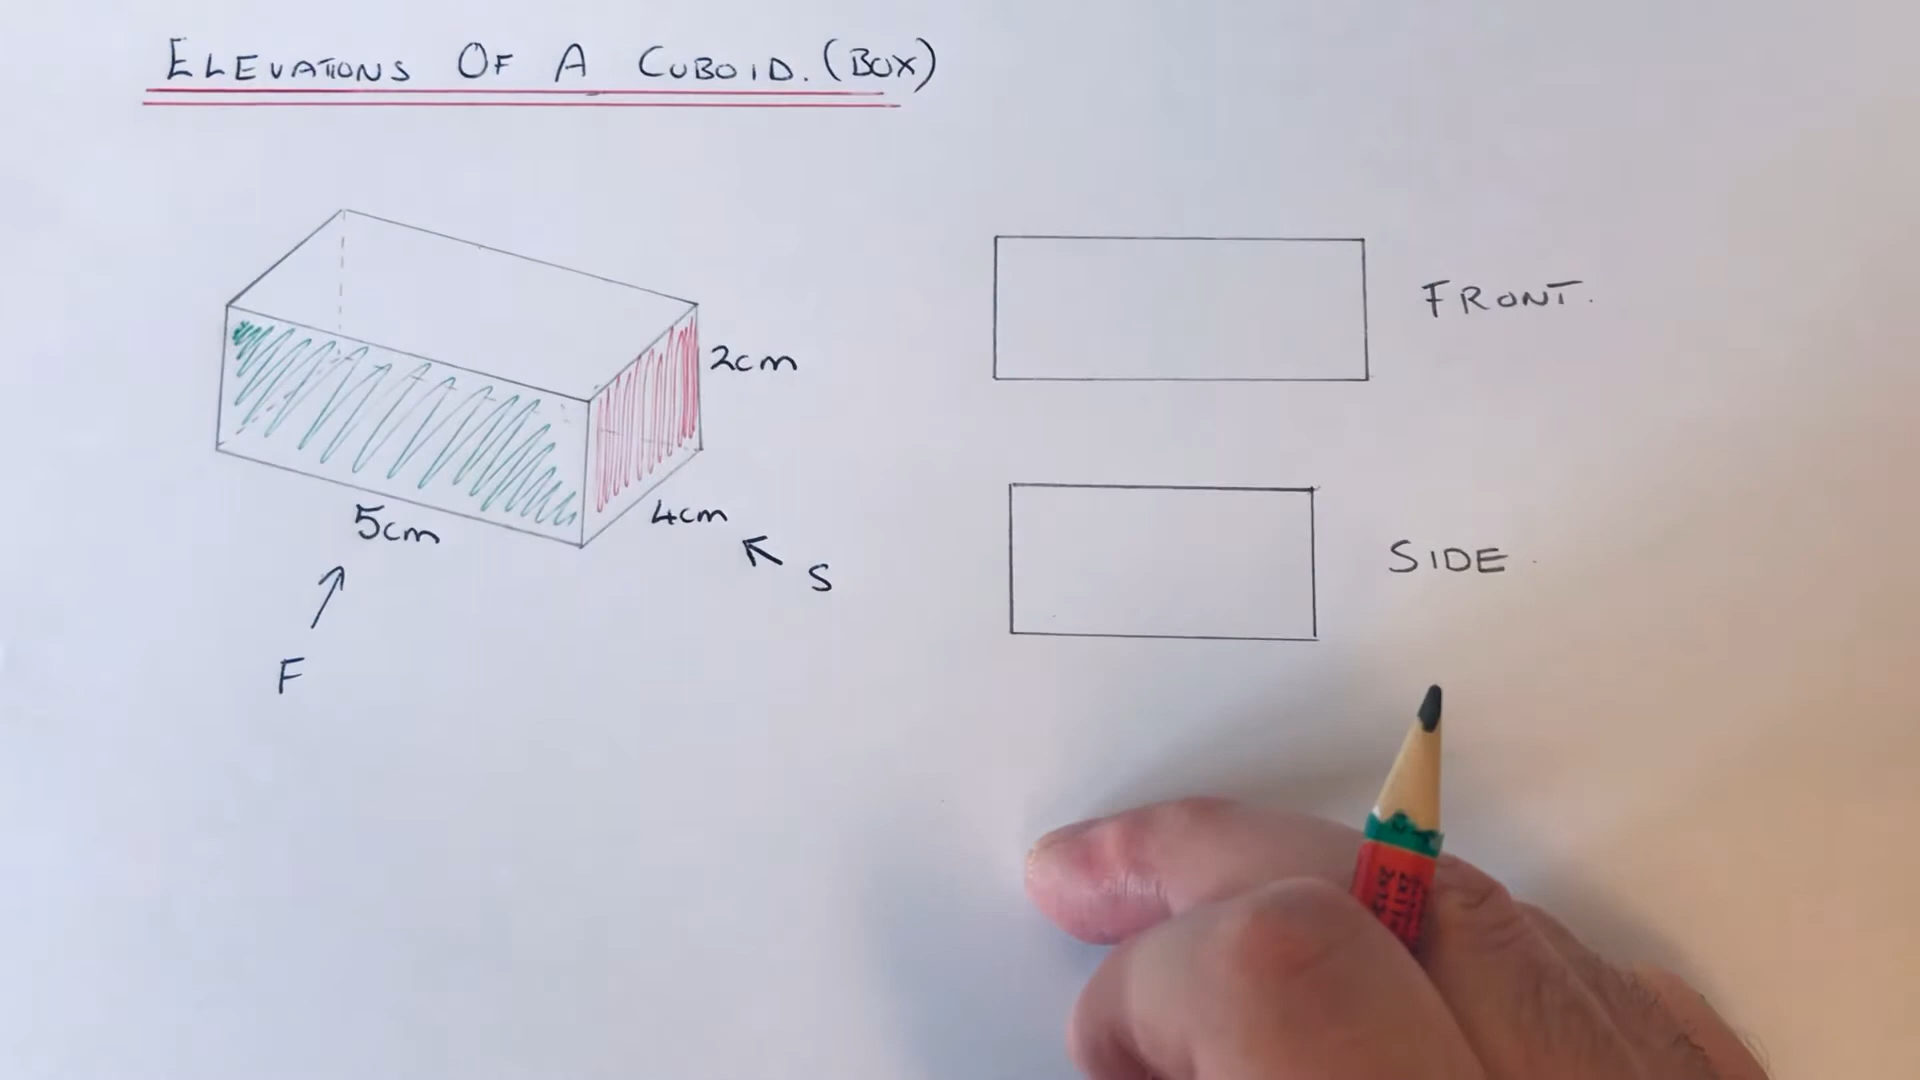 ELEVATIONS OF A CUBOID. (BOX)
2cm
4cm
5cm
S
F
FRONT.
SIDE.